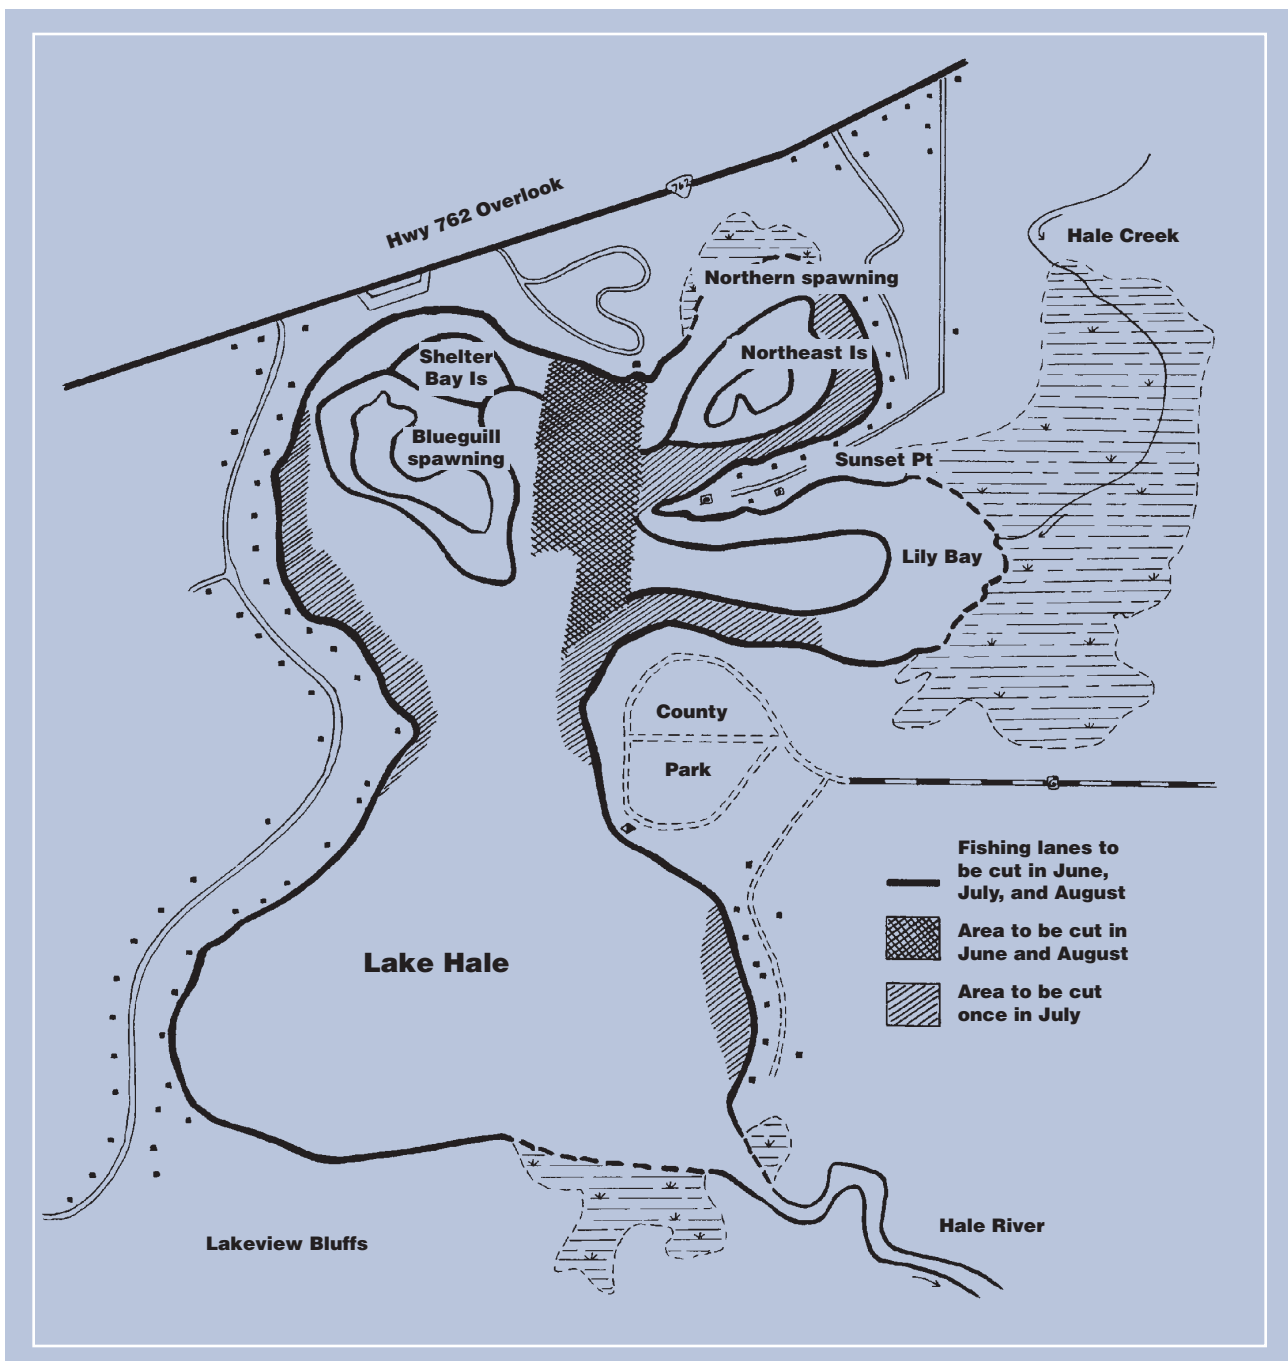 Hwy 762 Overlook
762
Hale Creek
Northern spawning
Shelter
Bay Is
Northeast Is
Blueguill
spawning
Sunset Pt
Lily Bay
County
Park
G
Fishing lanes to
be cut in June,
July, and August
Area to be cut in
June and August
Area to be cut
once in July
Lake Hale
Lakeview Bluffs
Hale River